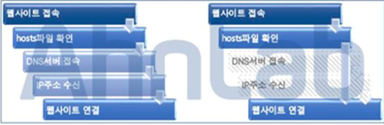 웹사이트 접속
hosts파일 확인
DNS서버 접속
IP주소 수신
웹사이트 연결
웹사이트 접속
hosts파일 확인
DNS서버 접속
IP주소 수신
웹사이트 연결
AhnLab